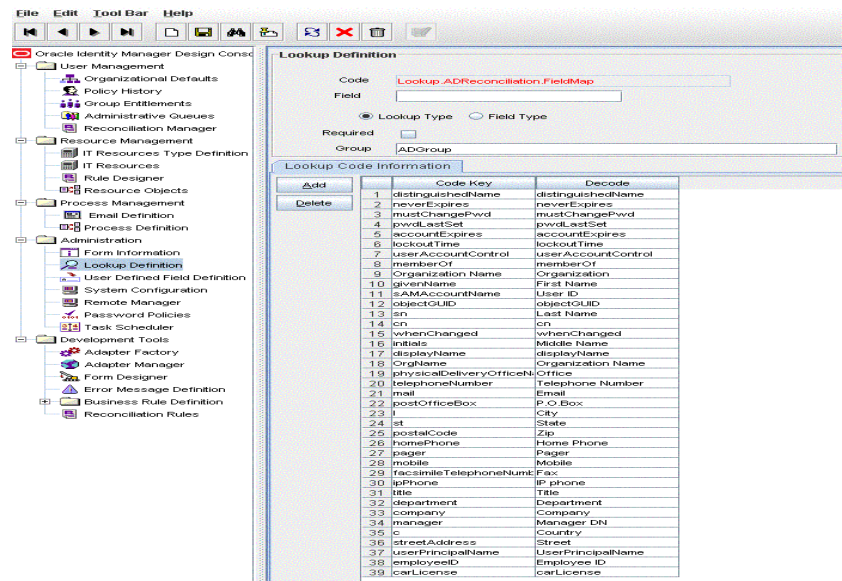 File Edit Tool Bar Help
Oracle Identity Manager Design Consc
User Management
Organizational Defaults
Policy History
Group Entitlements
Administrative Queues
Reconciliation Manager
Resource Management
IT Resources Type Definition
IT Resources
Rule Designer
Resource Objects
Process Management
Email Definition
Process Definition
Administration
Form Information
Lookup Definition
User Defined Field Definition
System Configuration
Remote Manager
Password Policies
Task Scheduler
Development Tools
Adapter Factory
Adapter Manager
Form Designer
Error Message Definition
Business Rule Definition
Reconciliation Rules
Lookup Definition
Code Lookup.ADReconciliation.FieldMap
Field
Lookup Type Field Type
Required
Group ADGroup
Lookup Code Information
Add
Delete
Code Key Decode
1 distinguishedName distinguishedName
2 neverExpires neverExpires
3 mustChangePwd mustChangePwd
4 pwdLastSet pwdLastSet
5 accountExpires accountExpires
6 lockoutTime lockoutTime
7 userAccountControl userAccountControl
8 memberOf memberOf
9 Organization Name Organization
10 givenName First Name
11 sAMAccountName User ID
12 objectGUID objectGUID
13 sn Last Name
14 cn cn
15 whenChanged whenChanged
16 initials Middle Name
17 displayName displayName
18 OrgName Organization Name
19 physicalDeliveryOfficeN Office
20 telephoneNumber Telephone Number
21 mail Email
22 postOfficeBox P.O.Box
23 l City
24 st State
25 postalCode Zip
26 homePhone Home Phone
27 pager Pager
28 mobile Mobile
29 facsimileTelephoneNumb Fax
30 ipPhone IP phone
31 title Title
32 department Department
33 company Company
34 manager Manager DN
35 c Country
36 streetAddress Street
37 userPrincipalName UserPrincipalName
38 employeeID Employee ID
39 carLicense carLicense